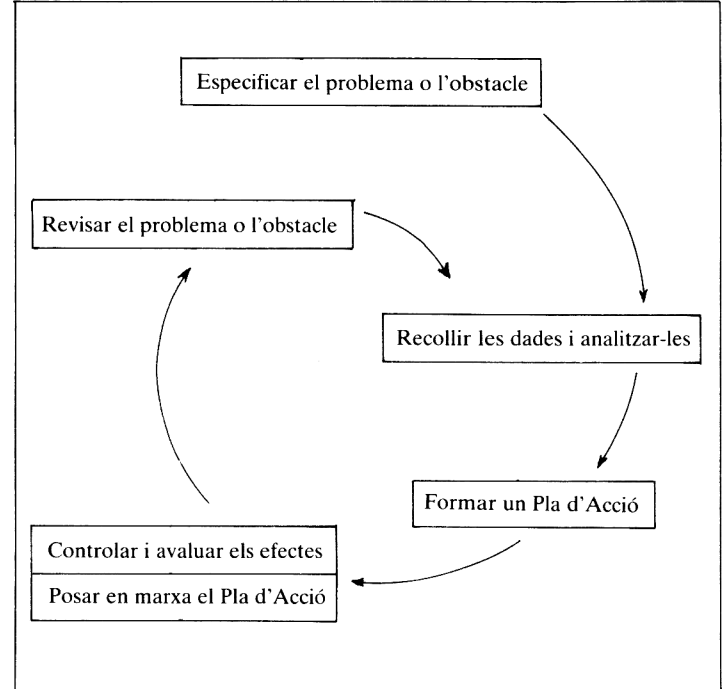 Especificar el problema o l'obstacle
Revisar el problema o l'obstacle
Recollir les dades i analitzar-les
Formar un Pla d'Acció
Controlar i avaluar els efectes
Posar en marxa el Pla d'Acció